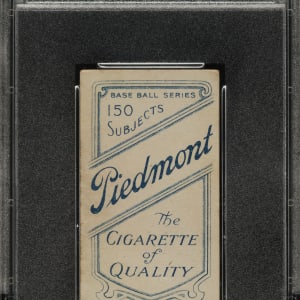 BASE BALL SERIES
150
SUBJECTS
Piedmont
The
CIGARETTE
of
QUALITY